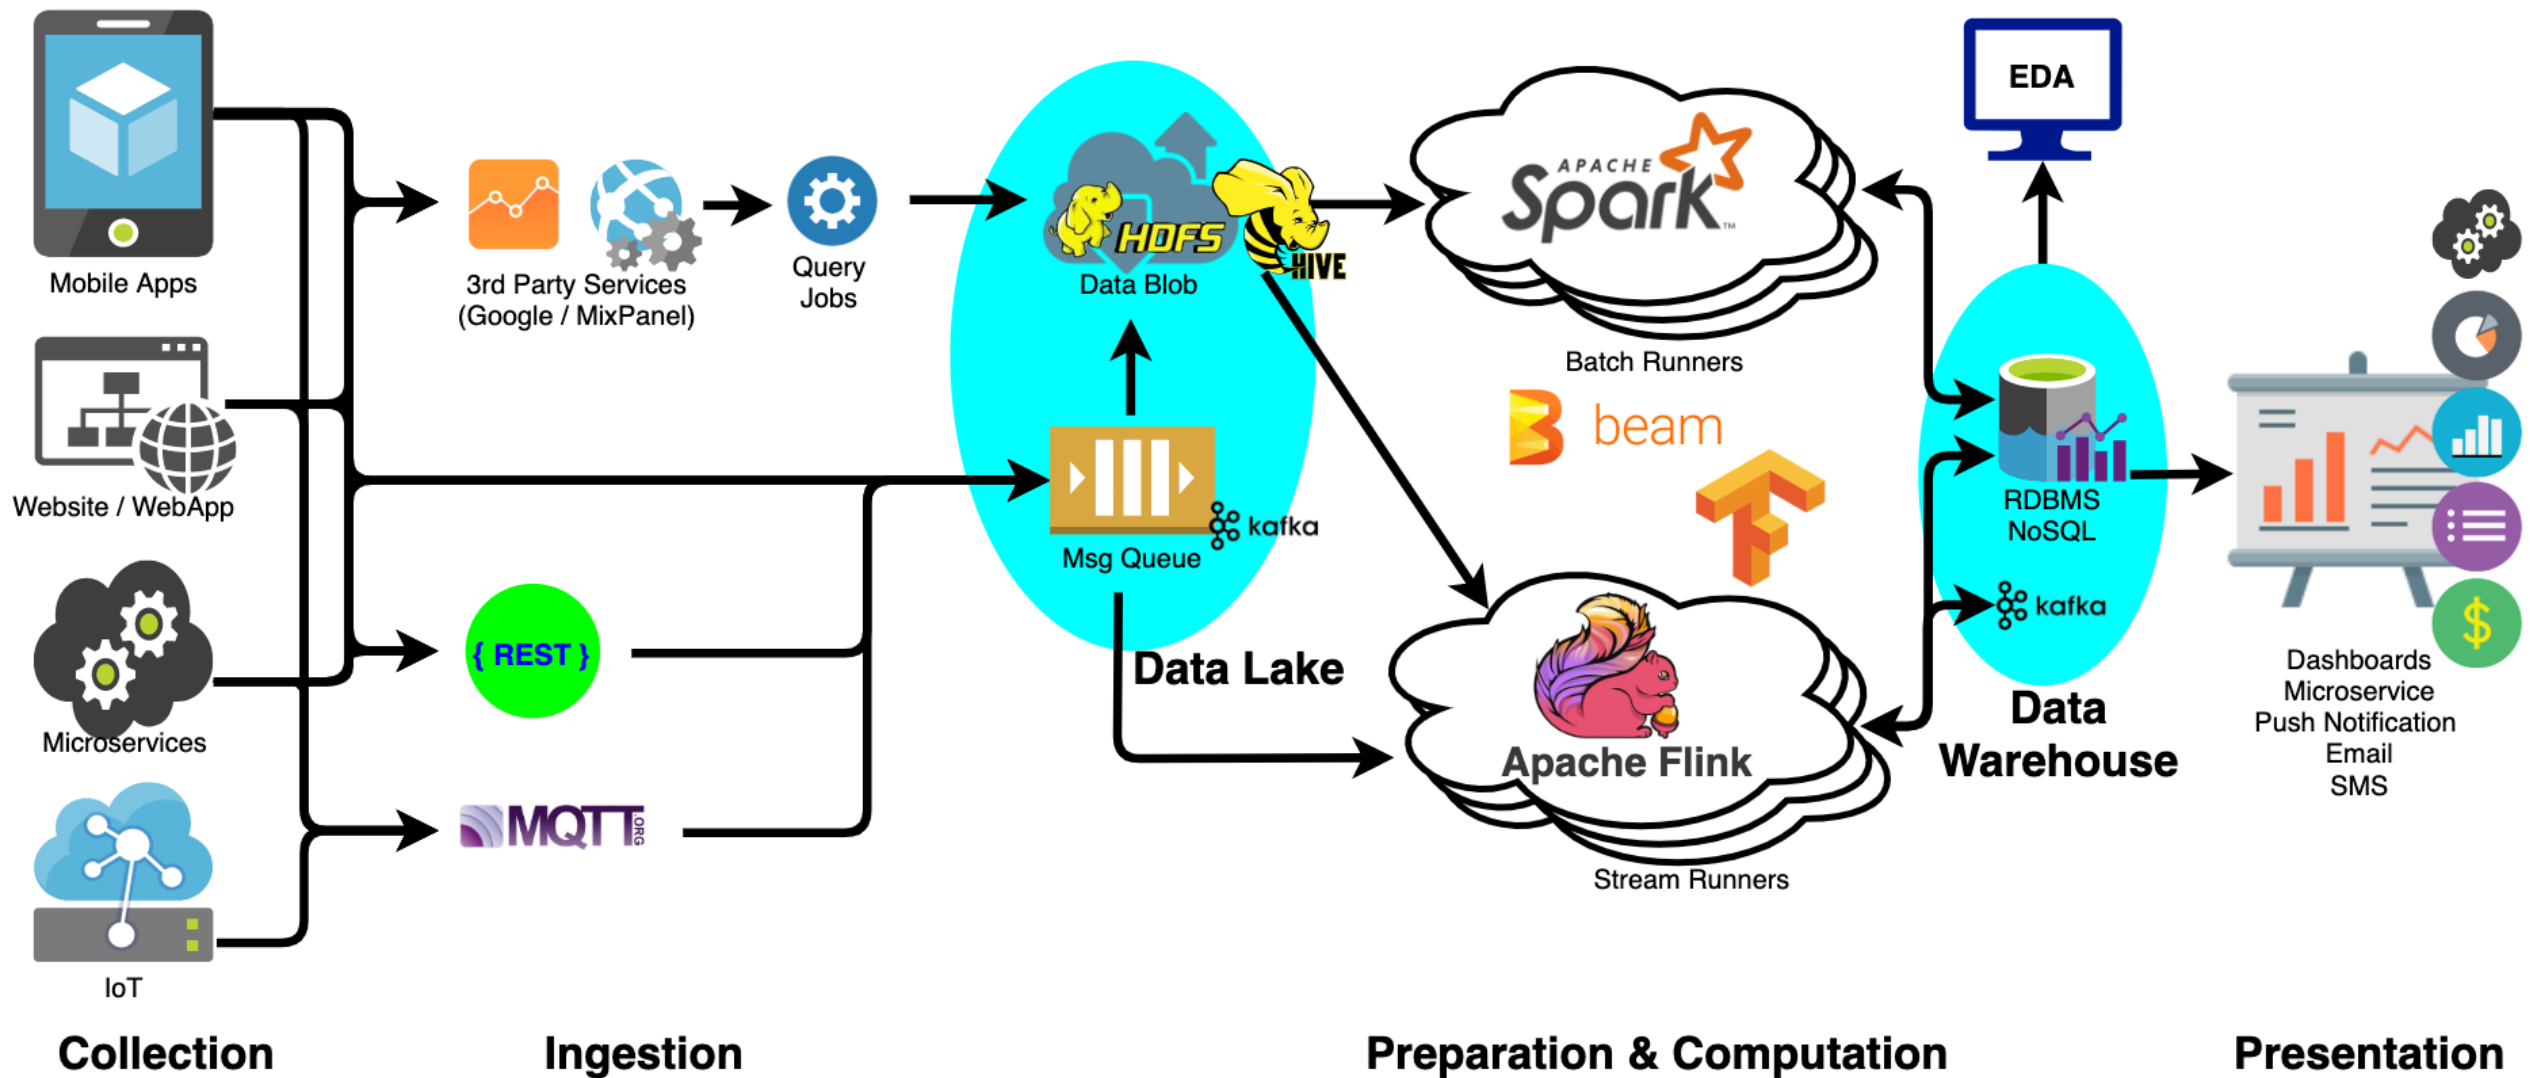 Mobile Apps
Website / WebApp
Microservices
IoT
Collection
3rd Party Services
(Google / MixPanel)
Query
Jobs
{ REST }
MQTT
.ORG
Ingestion
HDFS
HIVE
Data Blob
kafka
Msg Queue
Data Lake
APACHE
Spark™
Batch Runners
beam
Apache Flink
Stream Runners
Preparation & Computation
EDA
RDBMS
NoSQL
kafka
Data
Warehouse
$
Dashboards
Microservice
Push Notification
Email
SMS
Presentation